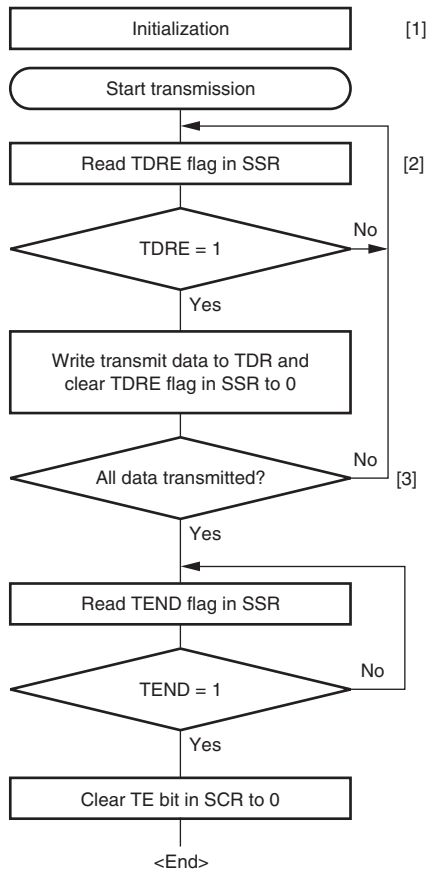 Initialization
[1]
Start transmission
Read TDRE flag in SSR
[2]
TDRE = 1
No
Yes
Write transmit data to TDR and
clear TDRE flag in SSR to 0
All data transmitted?
No
[3]
Yes
Read TEND flag in SSR
TEND = 1
No
Yes
Clear TE bit in SCR to 0
<End>